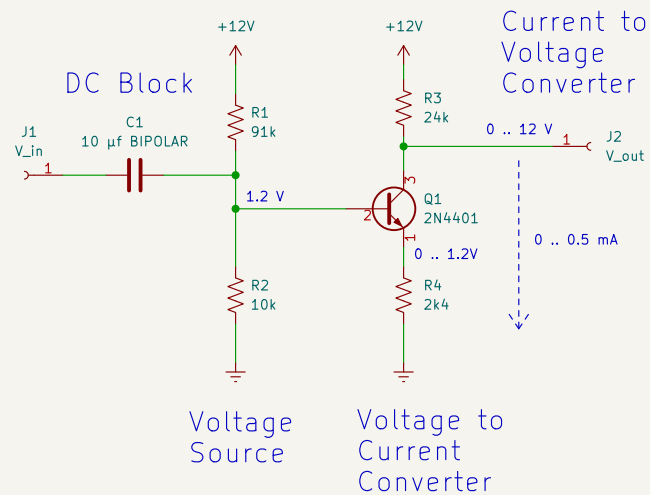 Current to
Voltage
Converter
+12V
+12V
DC Block
R1
91k
R3
24k
C1
10 µf BIPOLAR
J1
V_in
1
0 .. 12 V
1
J2
V_out
1.2 V
3
2
Q1
2N4401
1
0 .. 1.2V
0 .. 0.5 mA
R2
10k
R4
2k4
Voltage
Source
Voltage to
Current
Converter